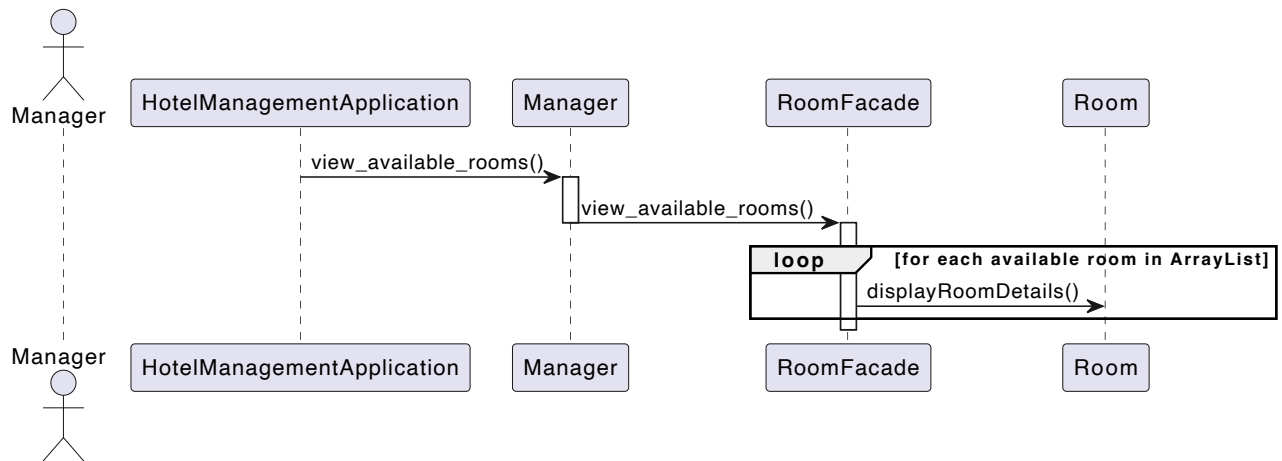 Manager
HotelManagementApplication
Manager
RoomFacade
Room
view_available_rooms()
view_available_rooms()
loop
[for each available room in ArrayList]
displayRoomDetails()
Manager
HotelManagementApplication
Manager
RoomFacade
Room